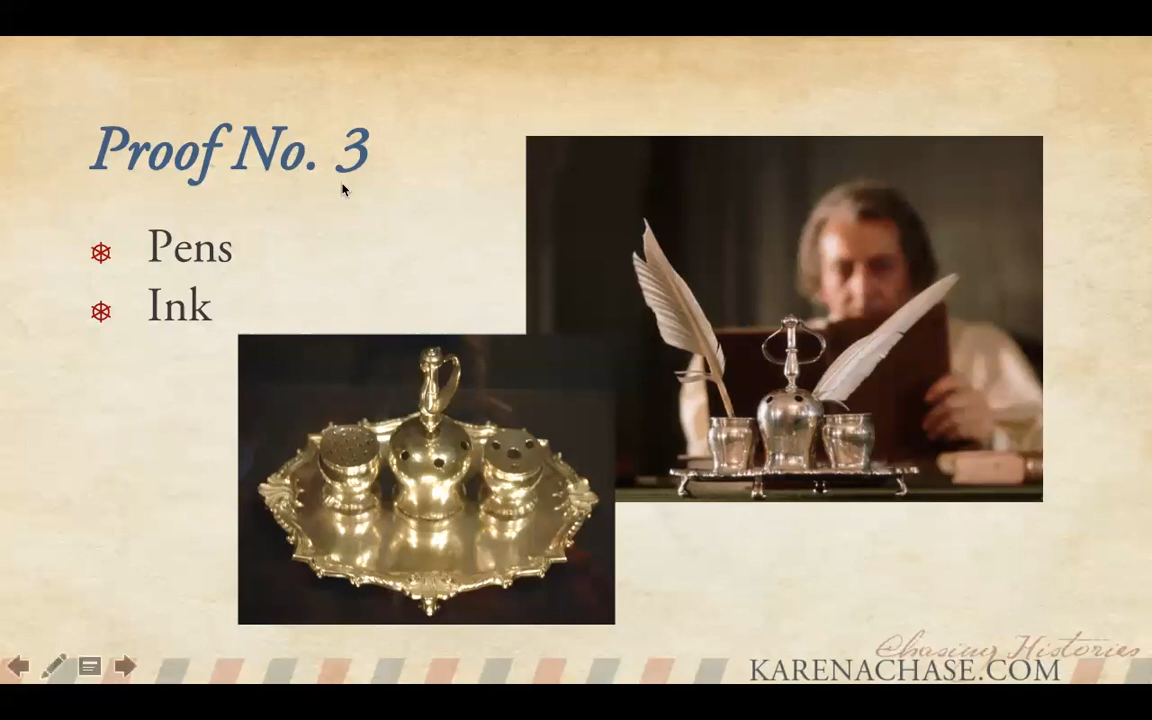 Proof No. 3
Pens
Ink
Chasing Histories
KARENACHASE.COM